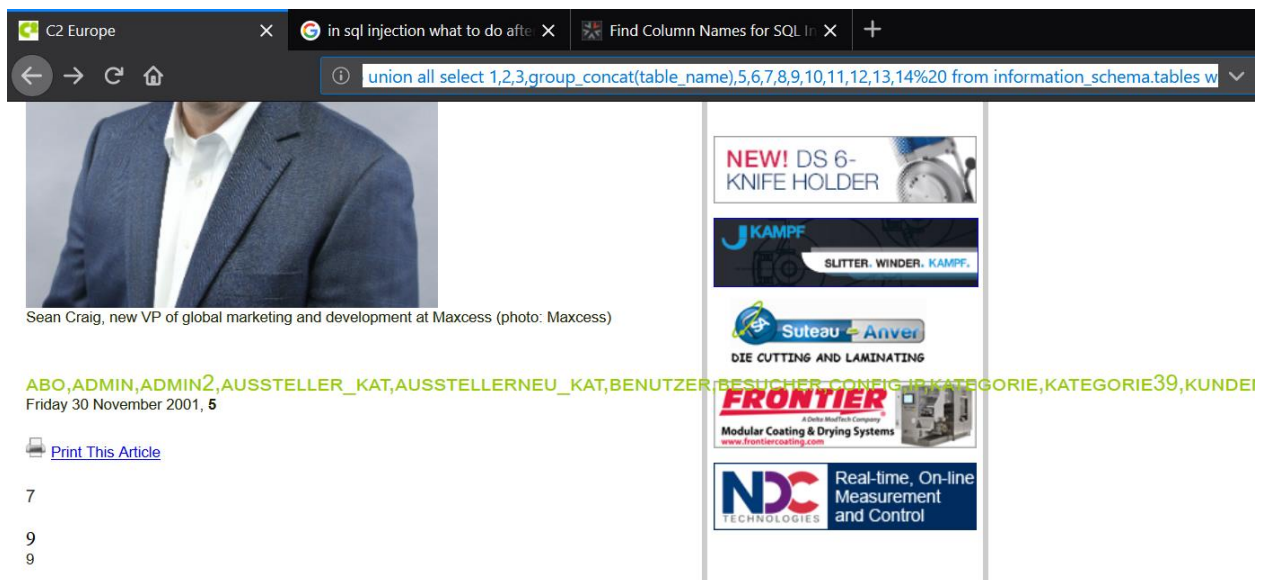 C2 Europe
in sql injection what to do afte
Find Column Names for SQL In
union all select 1,2,3,group_concat(table_name),5,6,7,8,9,10,11,12,13,14%20 from information_schema.tables w
NEW! DS 6-
KNIFE HOLDER
KAMPF
SLITTER. WINDER. KAMPF.
Sean Craig, new VP of global marketing and development at Maxcess (photo: Maxcess)
Suteau Anver
DIE CUTTING AND LAMINATING
ABO,ADMIN,ADMIN2,AUSSTELLER_KAT,AUSSTELLERNEU_KAT,BENUTZER,BESUCHER,CONFIG,IP,KATEGORIE,KATEGORIE39,KUNDEN
Friday 30 November 2001, 5
FRONTIER
A Delta ModTech Company
Modular Coating & Drying Systems
www.frontiercoating.com
Print This Article
7
NDC
TECHNOLOGIES
Real-time, On-line
Measurement
and Control
9
9